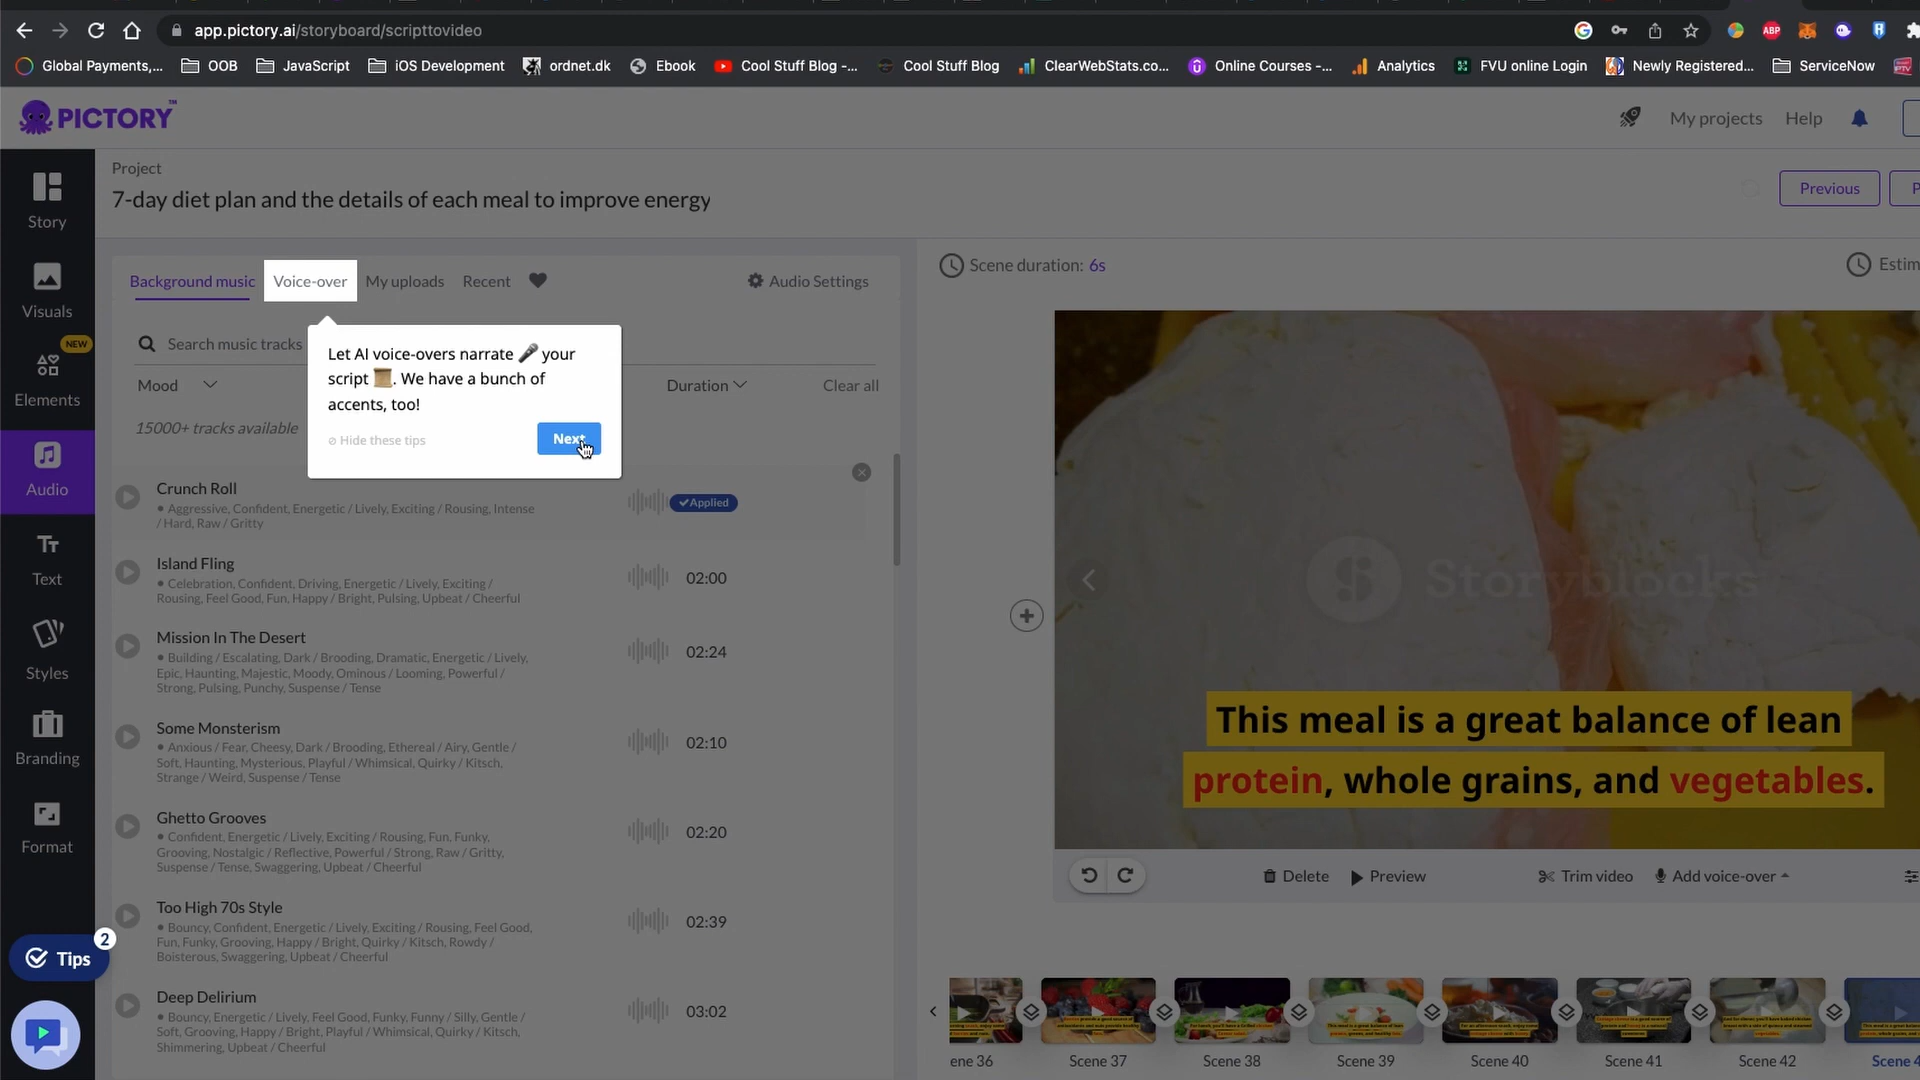 app.pictory.ai/storyboard/scripttovideo
ABP
Global Payments,...
OOB
JavaScript
iOS Development
ordnet.dk
Ebook
Cool Stuff Blog -...
Cool Stuff Blog
ClearWebStats.co...
Online Courses -...
Analytics
FVU online Login
Newly Registered...
ServiceNow
PICTORY™
My projects
Help
Project
7-day diet plan and the details of each meal to improve energy
Previous
P
Story
Visuals
NEW
Elements
Audio
Text
Styles
Branding
Format
Tips
2
Background music
Voice-over
My uploads
Recent
Audio Settings
Search music tracks
Mood
Duration
Clear all
15000+ tracks available
Let AI voice-overs narrate 🎤 your
script 📜. We have a bunch of
accents, too!
Hide these tips
Next
Crunch Roll
• Aggressive, Confident, Energetic / Lively, Exciting / Rousing, Intense
/ Hard, Raw / Gritty
Applied
Island Fling
• Celebration, Confident, Driving, Energetic / Lively, Exciting /
Rousing, Feel Good, Fun, Happy / Bright, Pulsing, Upbeat / Cheerful
02:00
Mission In The Desert
• Building / Escalating, Dark / Brooding, Dramatic, Energetic / Lively,
Epic, Haunting, Majestic, Moody, Ominous / Looming, Powerful /
Strong, Pulsing, Punchy, Suspense / Tense
02:24
Some Monsterism
• Anxious / Fear, Cheesy, Dark / Brooding, Ethereal / Airy, Gentle /
Soft, Haunting, Mysterious, Playful / Whimsical, Quirky / Kitsch,
Strange / Weird, Suspense / Tense
02:10
Ghetto Grooves
• Confident, Energetic / Lively, Exciting / Rousing, Fun, Funky,
Grooving, Nostalgic / Reflective, Powerful / Strong, Raw / Gritty,
Suspense / Tense, Swaggering, Upbeat / Cheerful
02:20
Too High 70s Style
• Bouncy, Confident, Energetic / Lively, Exciting / Rousing, Feel Good,
Fun, Funky, Grooving, Happy / Bright, Quirky / Kitsch, Rowdy /
Boisterous, Swaggering, Upbeat / Cheerful
02:39
Deep Delirium
• Bouncy, Energetic / Lively, Feel Good, Funky, Funny / Silly, Gentle /
Soft, Grooving, Happy / Bright, Playful / Whimsical, Quirky / Kitsch,
Shimmering, Upbeat / Cheerful
03:02
Scene duration: 6s
Estim
Storyblocks
This meal is a great balance of lean
protein, whole grains, and vegetables.
Delete
Preview
Trim video
Add voice-over
ene 36
Scene 37
Scene 38
Scene 39
Scene 40
Scene 41
Scene 42
Scene 4